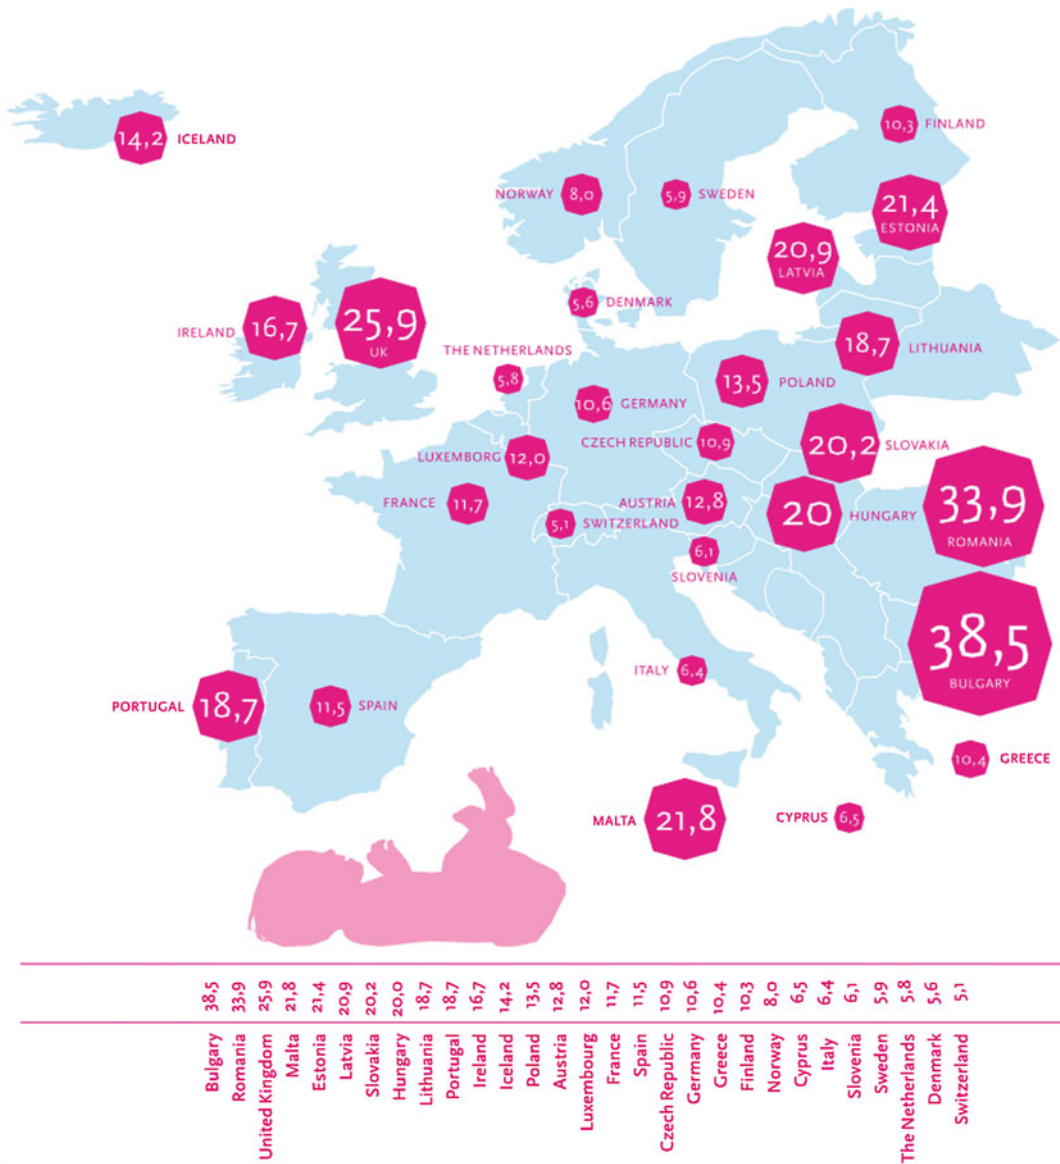 14,2 ICELAND
10,3 FINLAND
NORWAY 8,0
5,9 SWEDEN
21,4
ESTONIA
20,9
LATVIA
5,6 DENMARK
IRELAND 16,7
25,9
UK
18,7 LITHUANIA
THE NETHERLANDS
5,8
13,5 POLAND
10,6 GERMANY
CZECH REPUBLIC 10,9
20,2 SLOVAKIA
LUXEMBORG 12,0
FRANCE 11,7
AUSTRIA 12,8
20 HUNGARY
33,9
ROMANIA
5,1 SWITZERLAND
6,1
SLOVENIA
38,5
BULGARY
ITALY 6,4
PORTUGAL 18,7
11,5 SPAIN
10,4 GREECE
MALTA 21,8
CYPRUS 6,5
38,5 33,9 25,9 21,8 21,4 20,9 20,2 20,0 18,7 18,7 16,7 14,2 13,5 12,8 12,0 11,7 11,5 10,9 10,6 10,4 10,3 8,0 6,5 6,4 6,1 5,9 5,8 5,6 5,1
Bulgary Romania United Kingdom Malta Estonia Latvia Slovakia Hungary Lithuania Portugal Ireland Iceland Poland Austria Luxembourg France Spain Czech Republic Germany Greece Finland Norway Cyprus Italy Slovenia Sweden The Netherlands Denmark Switzerland